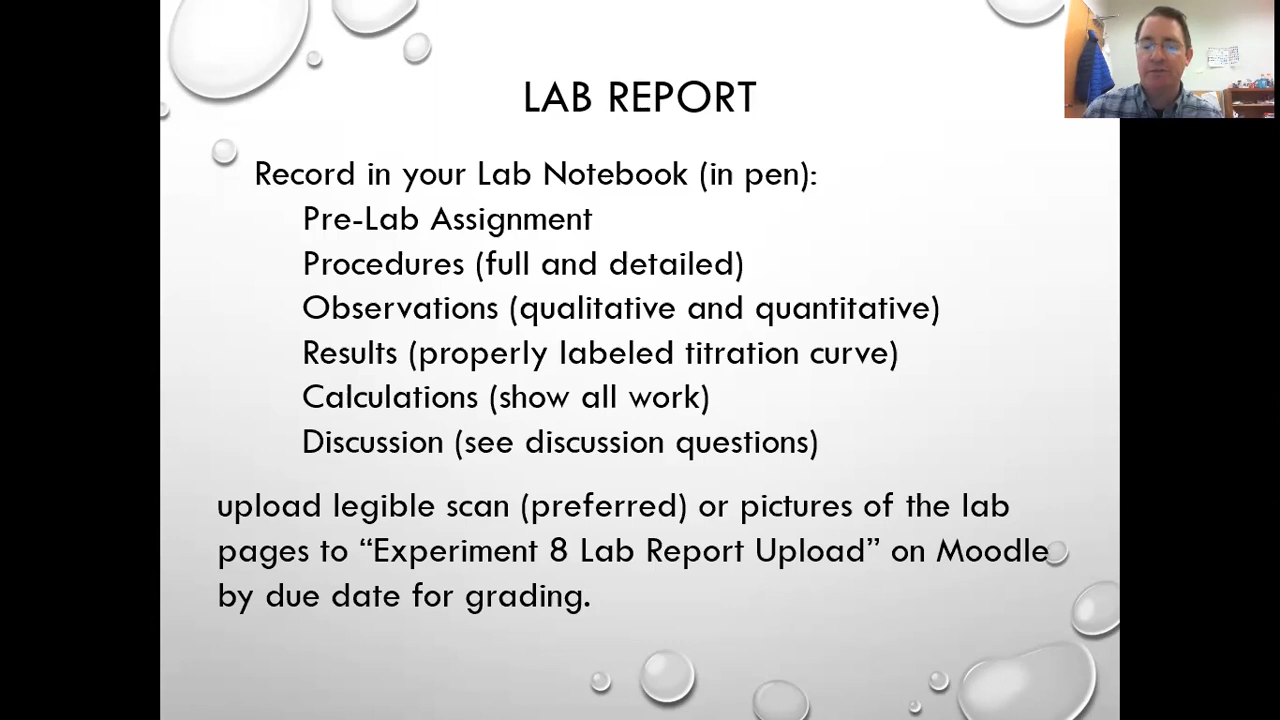 LAB REPORT
Record in your Lab Notebook (in pen):
Pre-Lab Assignment
Procedures (full and detailed)
Observations (qualitative and quantitative)
Results (properly labeled titration curve)
Calculations (show all work)
Discussion (see discussion questions)
upload legible scan (preferred) or pictures of the lab
pages to “Experiment 8 Lab Report Upload” on Moodle
by due date for grading.